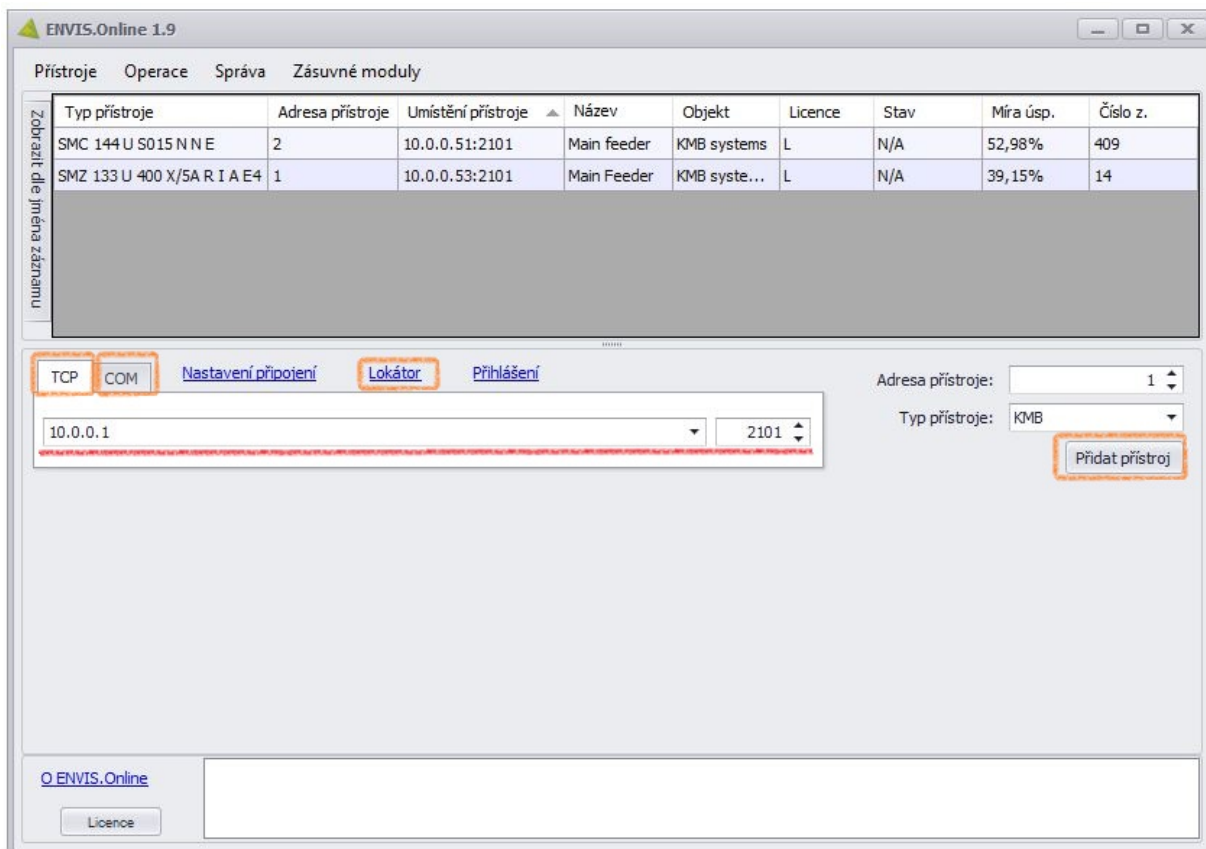 ENVIS.Online 1.9
Přístroje Operace Správa Zásuvné moduly
Zobrazit dle jména záznamu
Typ přístroje Adresa přístroje Umístění přístroje Název Objekt Licence Stav Míra úsp. Číslo z.
SMC 144 U S015 N N E 2 10.0.0.51:2101 Main feeder KMB systems L N/A 52,98% 409
SMZ 133 U 400 X/5A R I A E4 1 10.0.0.53:2101 Main Feeder KMB syste... L N/A 39,15% 14
TCP COM Nastavení připojení Lokátor Přihlášení Adresa přístroje: 1
Typ přístroje: KMB
10.0.0.1 2101
Přidat přístroj
O ENVIS.Online
Licence